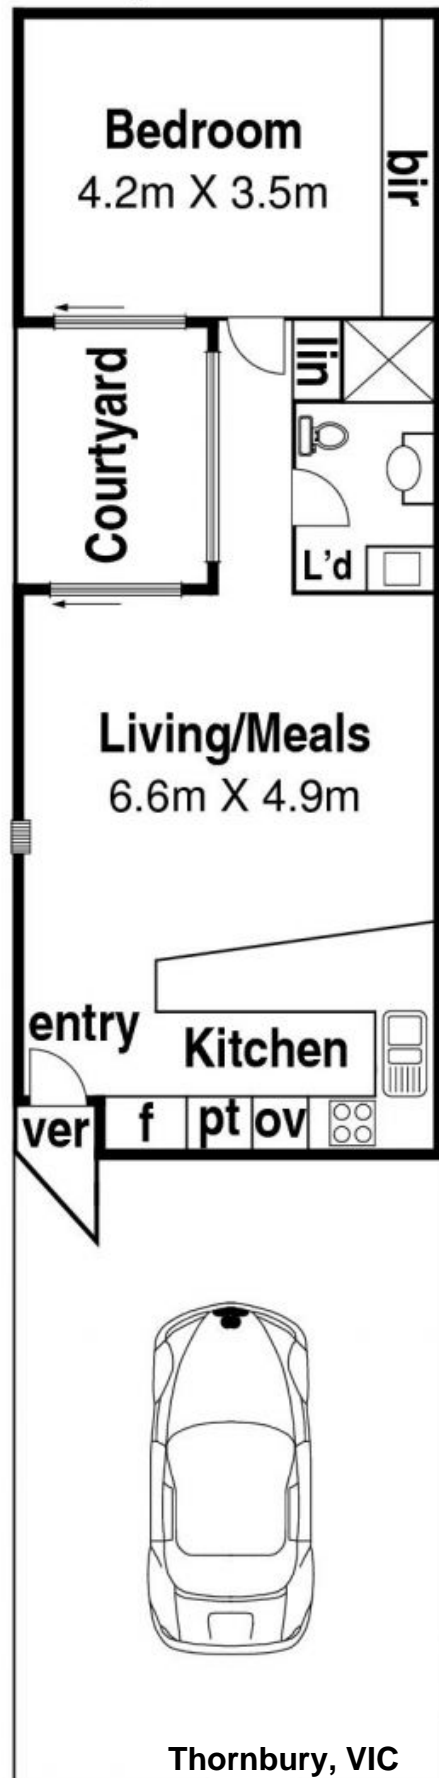 Bedroom
4.2m X 3.5m
bir
Courtyard
lin
L'd
Living/Meals
6.6m X 4.9m
entry
Kitchen
ver
f
pt
ov
Thornbury, VIC